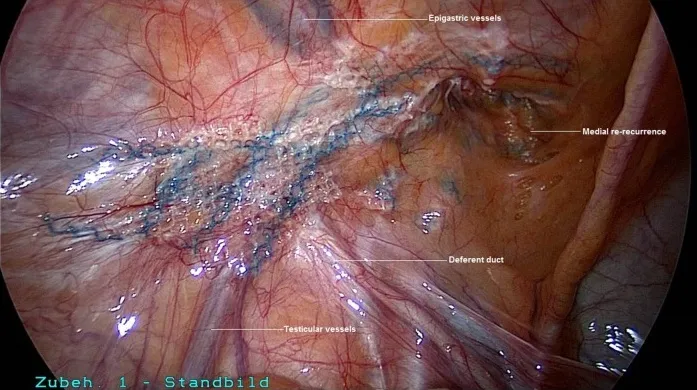 Epigastric vessels
Medial re-recurrence
Deferent duct
Testicular vessels
Zubeh. 1 - Standbild